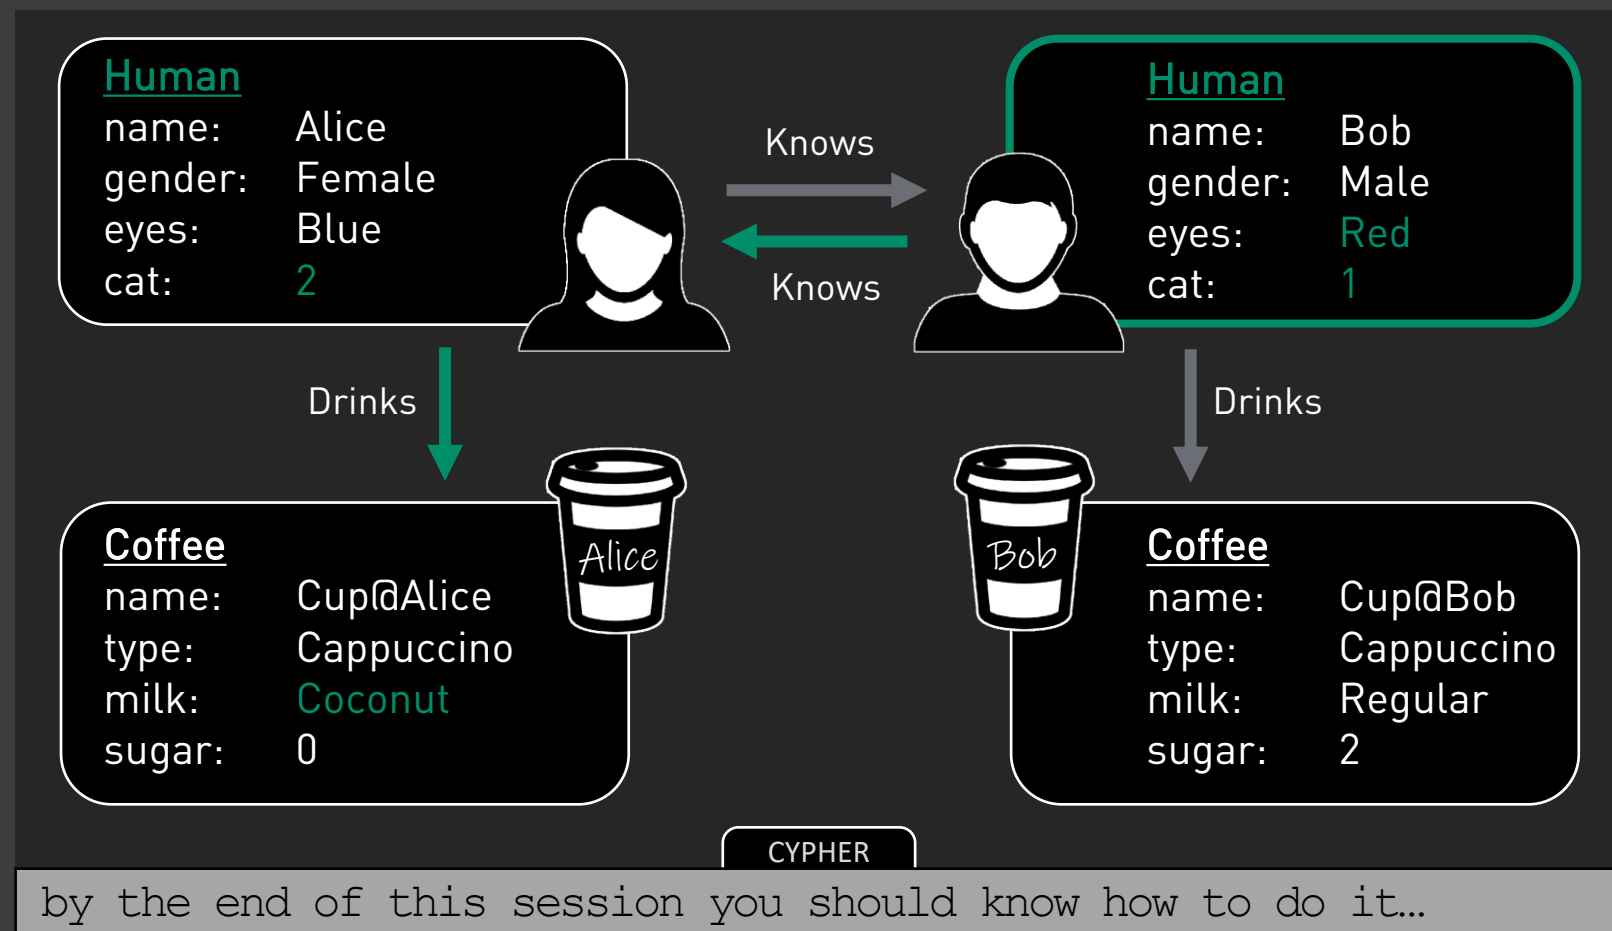 Human
name: Alice
gender: Female
eyes: Blue
cat: 2
Knows
Knows
Human
name: Bob
gender: Male
eyes: Red
cat: 1
Drinks
Drinks
Coffee
name: Cup@Alice
type: Cappuccino
milk: Coconut
sugar: 0
Alice
Bob
Coffee
name: Cup@Bob
type: Cappuccino
milk: Regular
sugar: 2
CYPHER
by the end of this session you should know how to do it…